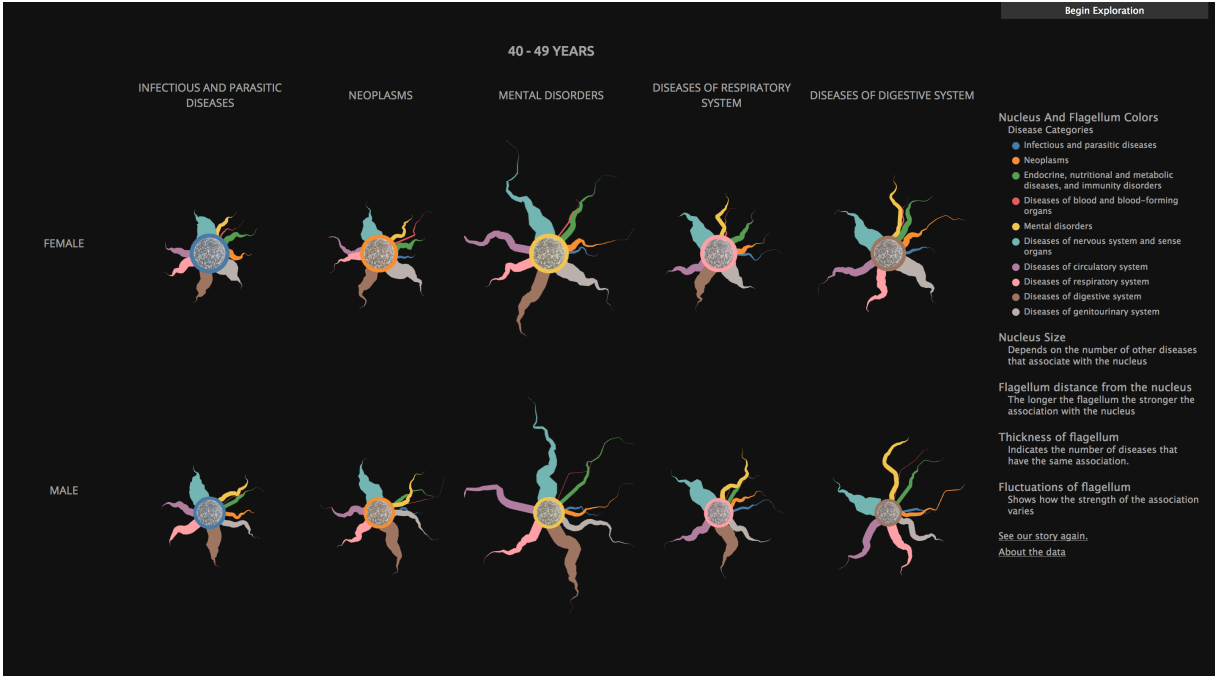 Begin Exploration
40 - 49 YEARS
INFECTIOUS AND PARASITIC
DISEASES
NEOPLASMS
MENTAL DISORDERS
DISEASES OF RESPIRATORY
SYSTEM
DISEASES OF DIGESTIVE SYSTEM
FEMALE
MALE
Nucleus And Flagellum Colors
Disease Categories
Infectious and parasitic diseases
Neoplasms
Endocrine, nutritional and metabolic
diseases, and immunity disorders
Diseases of blood and blood-forming
organs
Mental disorders
Diseases of nervous system and sense
organs
Diseases of circulatory system
Diseases of respiratory system
Diseases of digestive system
Diseases of genitourinary system
Nucleus Size
Depends on the number of other diseases
that associate with the nucleus
Flagellum distance from the nucleus
The longer the flagellum the stronger the
association with the nucleus
Thickness of flagellum
Indicates the number of diseases that
have the same association.
Fluctuations of flagellum
Shows how the strength of the association
varies
See our story again.
About the data